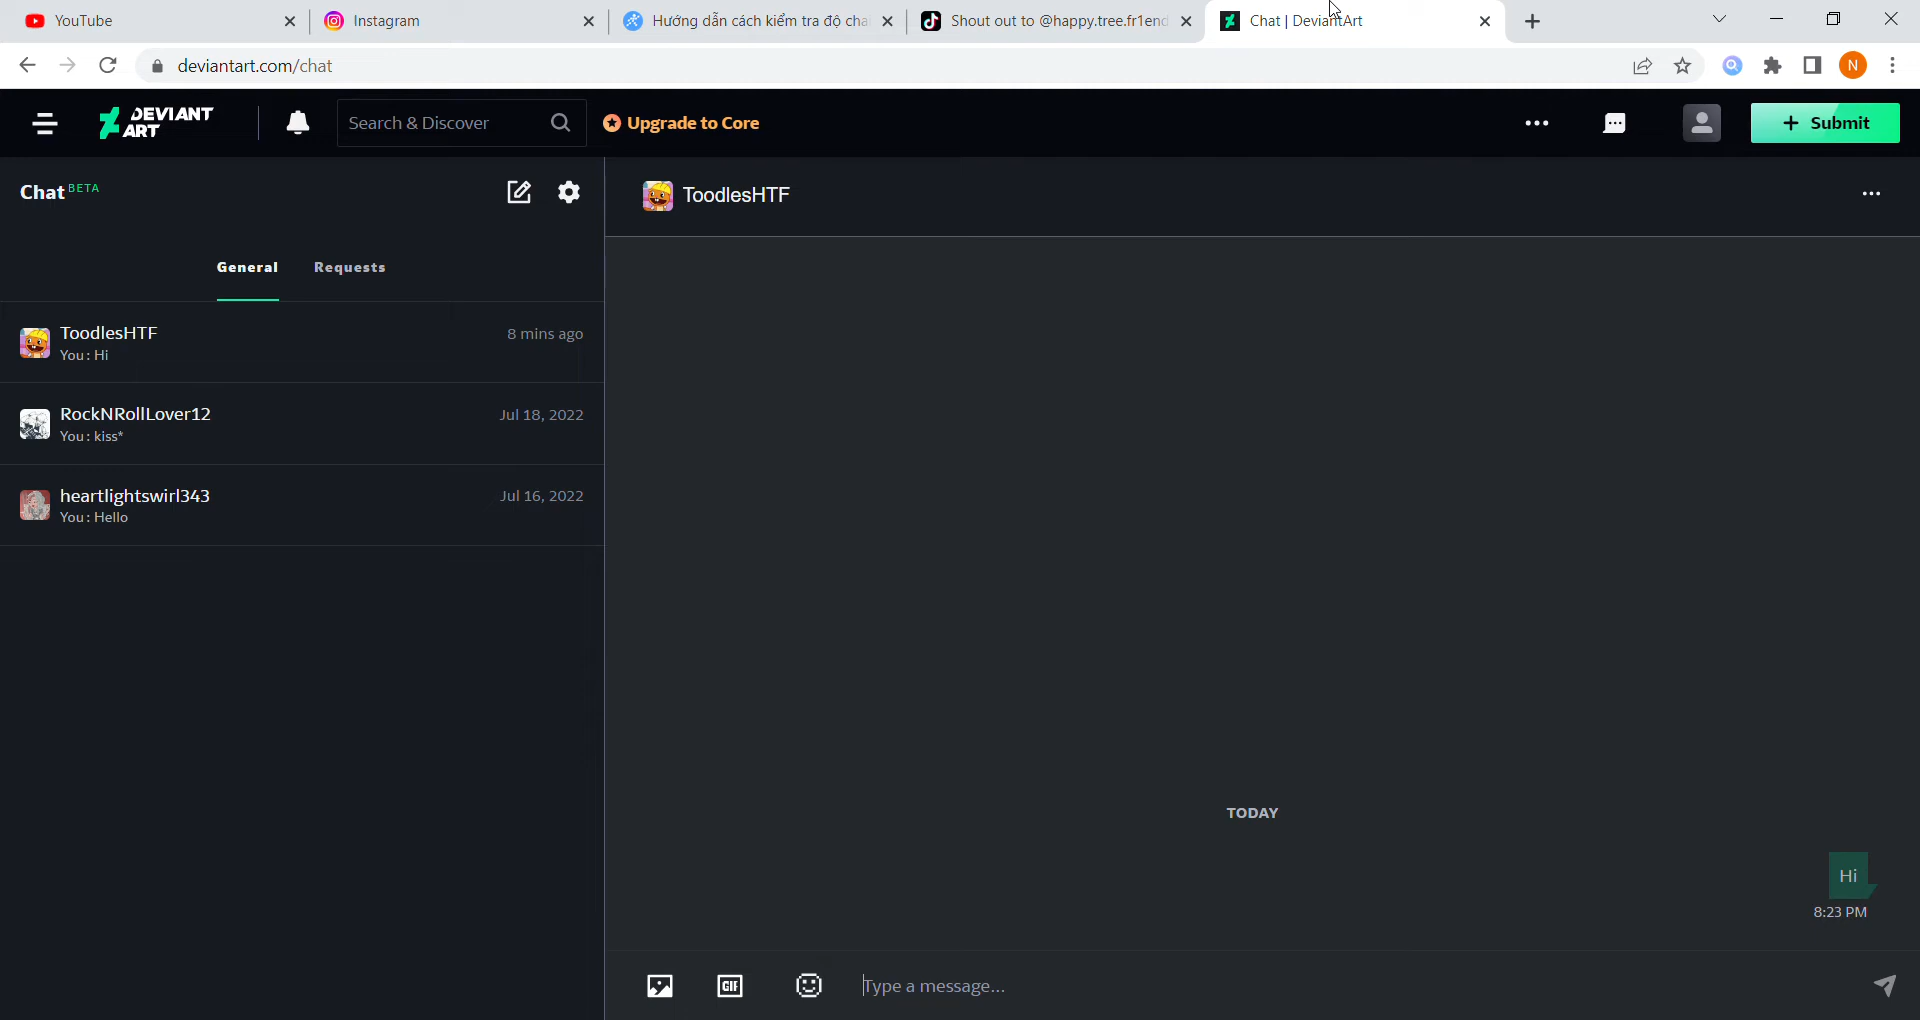 YouTube
Instagram
Hướng dẫn cách kiểm tra độ cha
Shout out to @happy.tree.fr1end
Chat | DeviantArt
deviantart.com/chat
N
DEVIANT
ART
Search & Discover
Upgrade to Core
+ Submit
Chat BETA
General
Requests
ToodlesHTF
8 mins ago
You : Hi
RockNRollLover12
Jul 18, 2022
You : kiss*
heartlightswirl343
Jul 16, 2022
You : Hello
ToodlesHTF
TODAY
Hi
8:23 PM
GIF
Type a message...